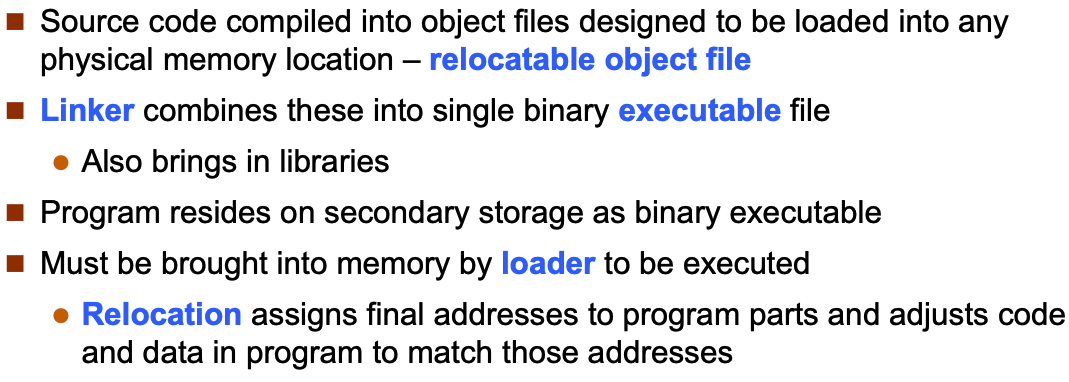 Source code compiled into object files designed to be loaded into any
physical memory location – relocatable object file
Linker combines these into single binary executable file
Also brings in libraries
Program resides on secondary storage as binary executable
Must be brought into memory by loader to be executed
Relocation assigns final addresses to program parts and adjusts code
and data in program to match those addresses